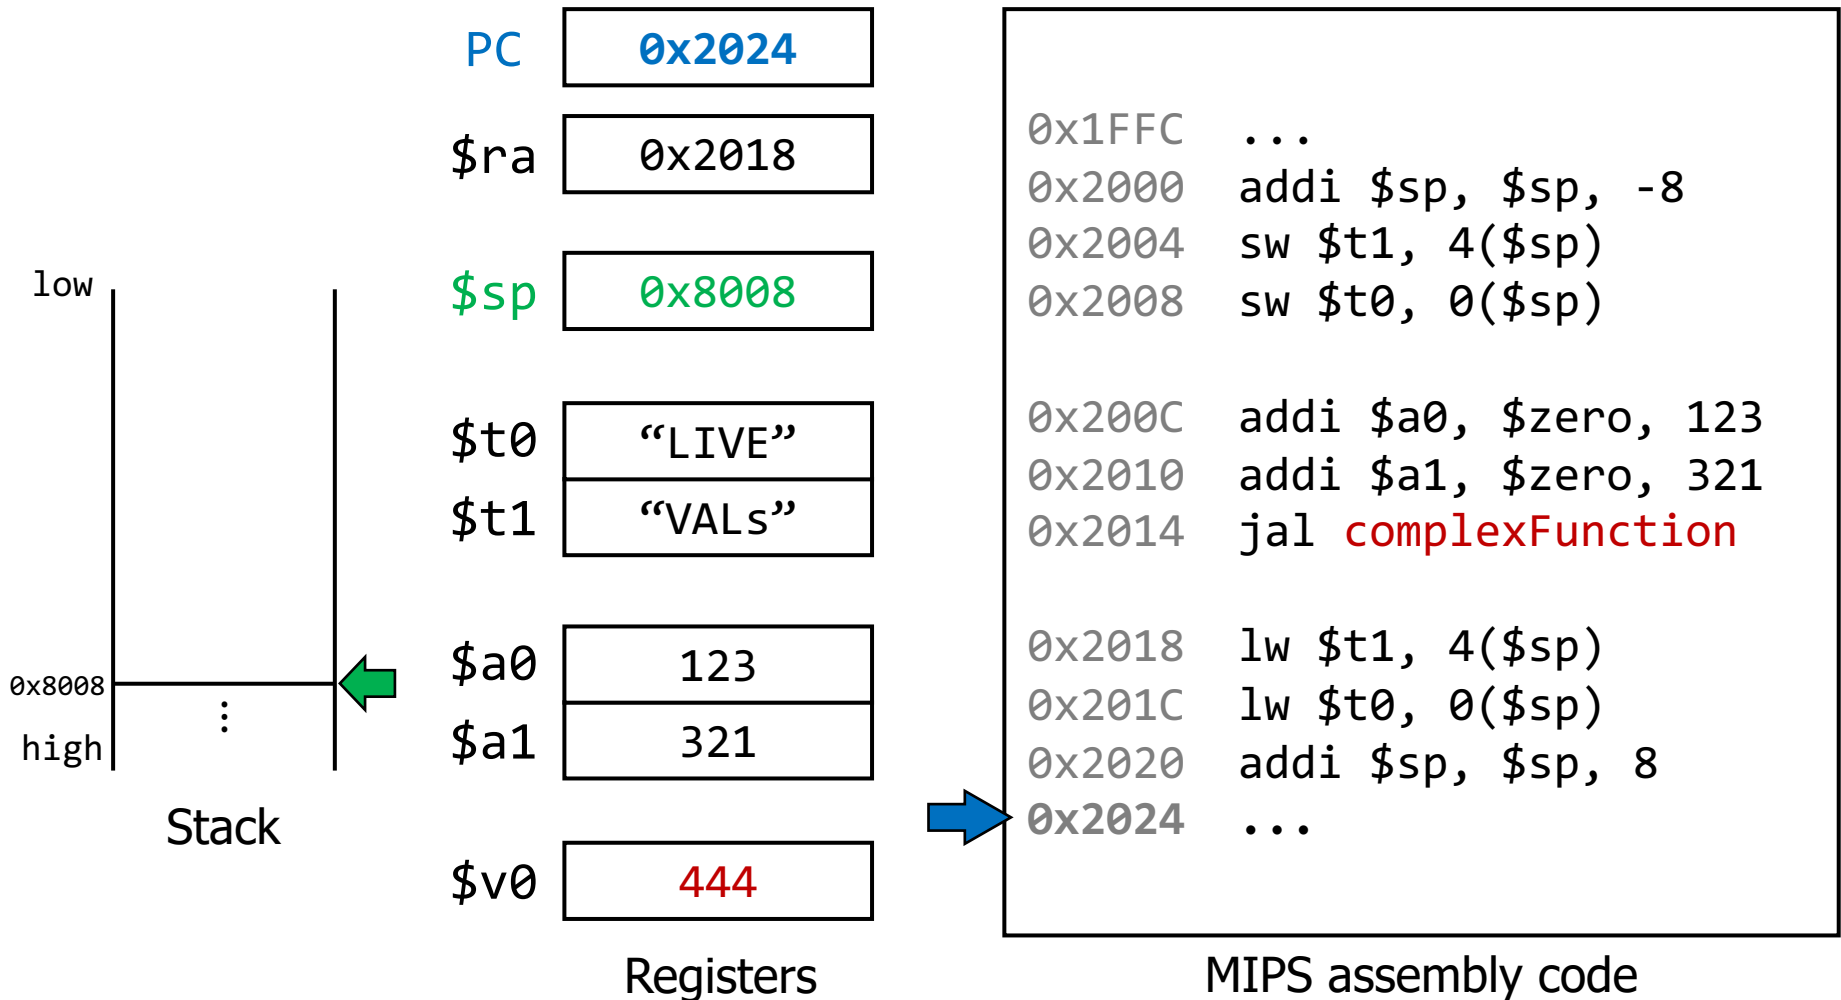 low
0x8008
⋮
high
Stack
PC 0x2024
$ra 0x2018
$sp 0x8008
$t0 “LIVE”
$t1 “VALs”
$a0 123
$a1 321
$v0 444
Registers
0x1FFC ...
0x2000 addi $sp, $sp, -8
0x2004 sw $t1, 4($sp)
0x2008 sw $t0, 0($sp)
0x200C addi $a0, $zero, 123
0x2010 addi $a1, $zero, 321
0x2014 jal complexFunction
0x2018 lw $t1, 4($sp)
0x201C lw $t0, 0($sp)
0x2020 addi $sp, $sp, 8
0x2024 ...
MIPS assembly code